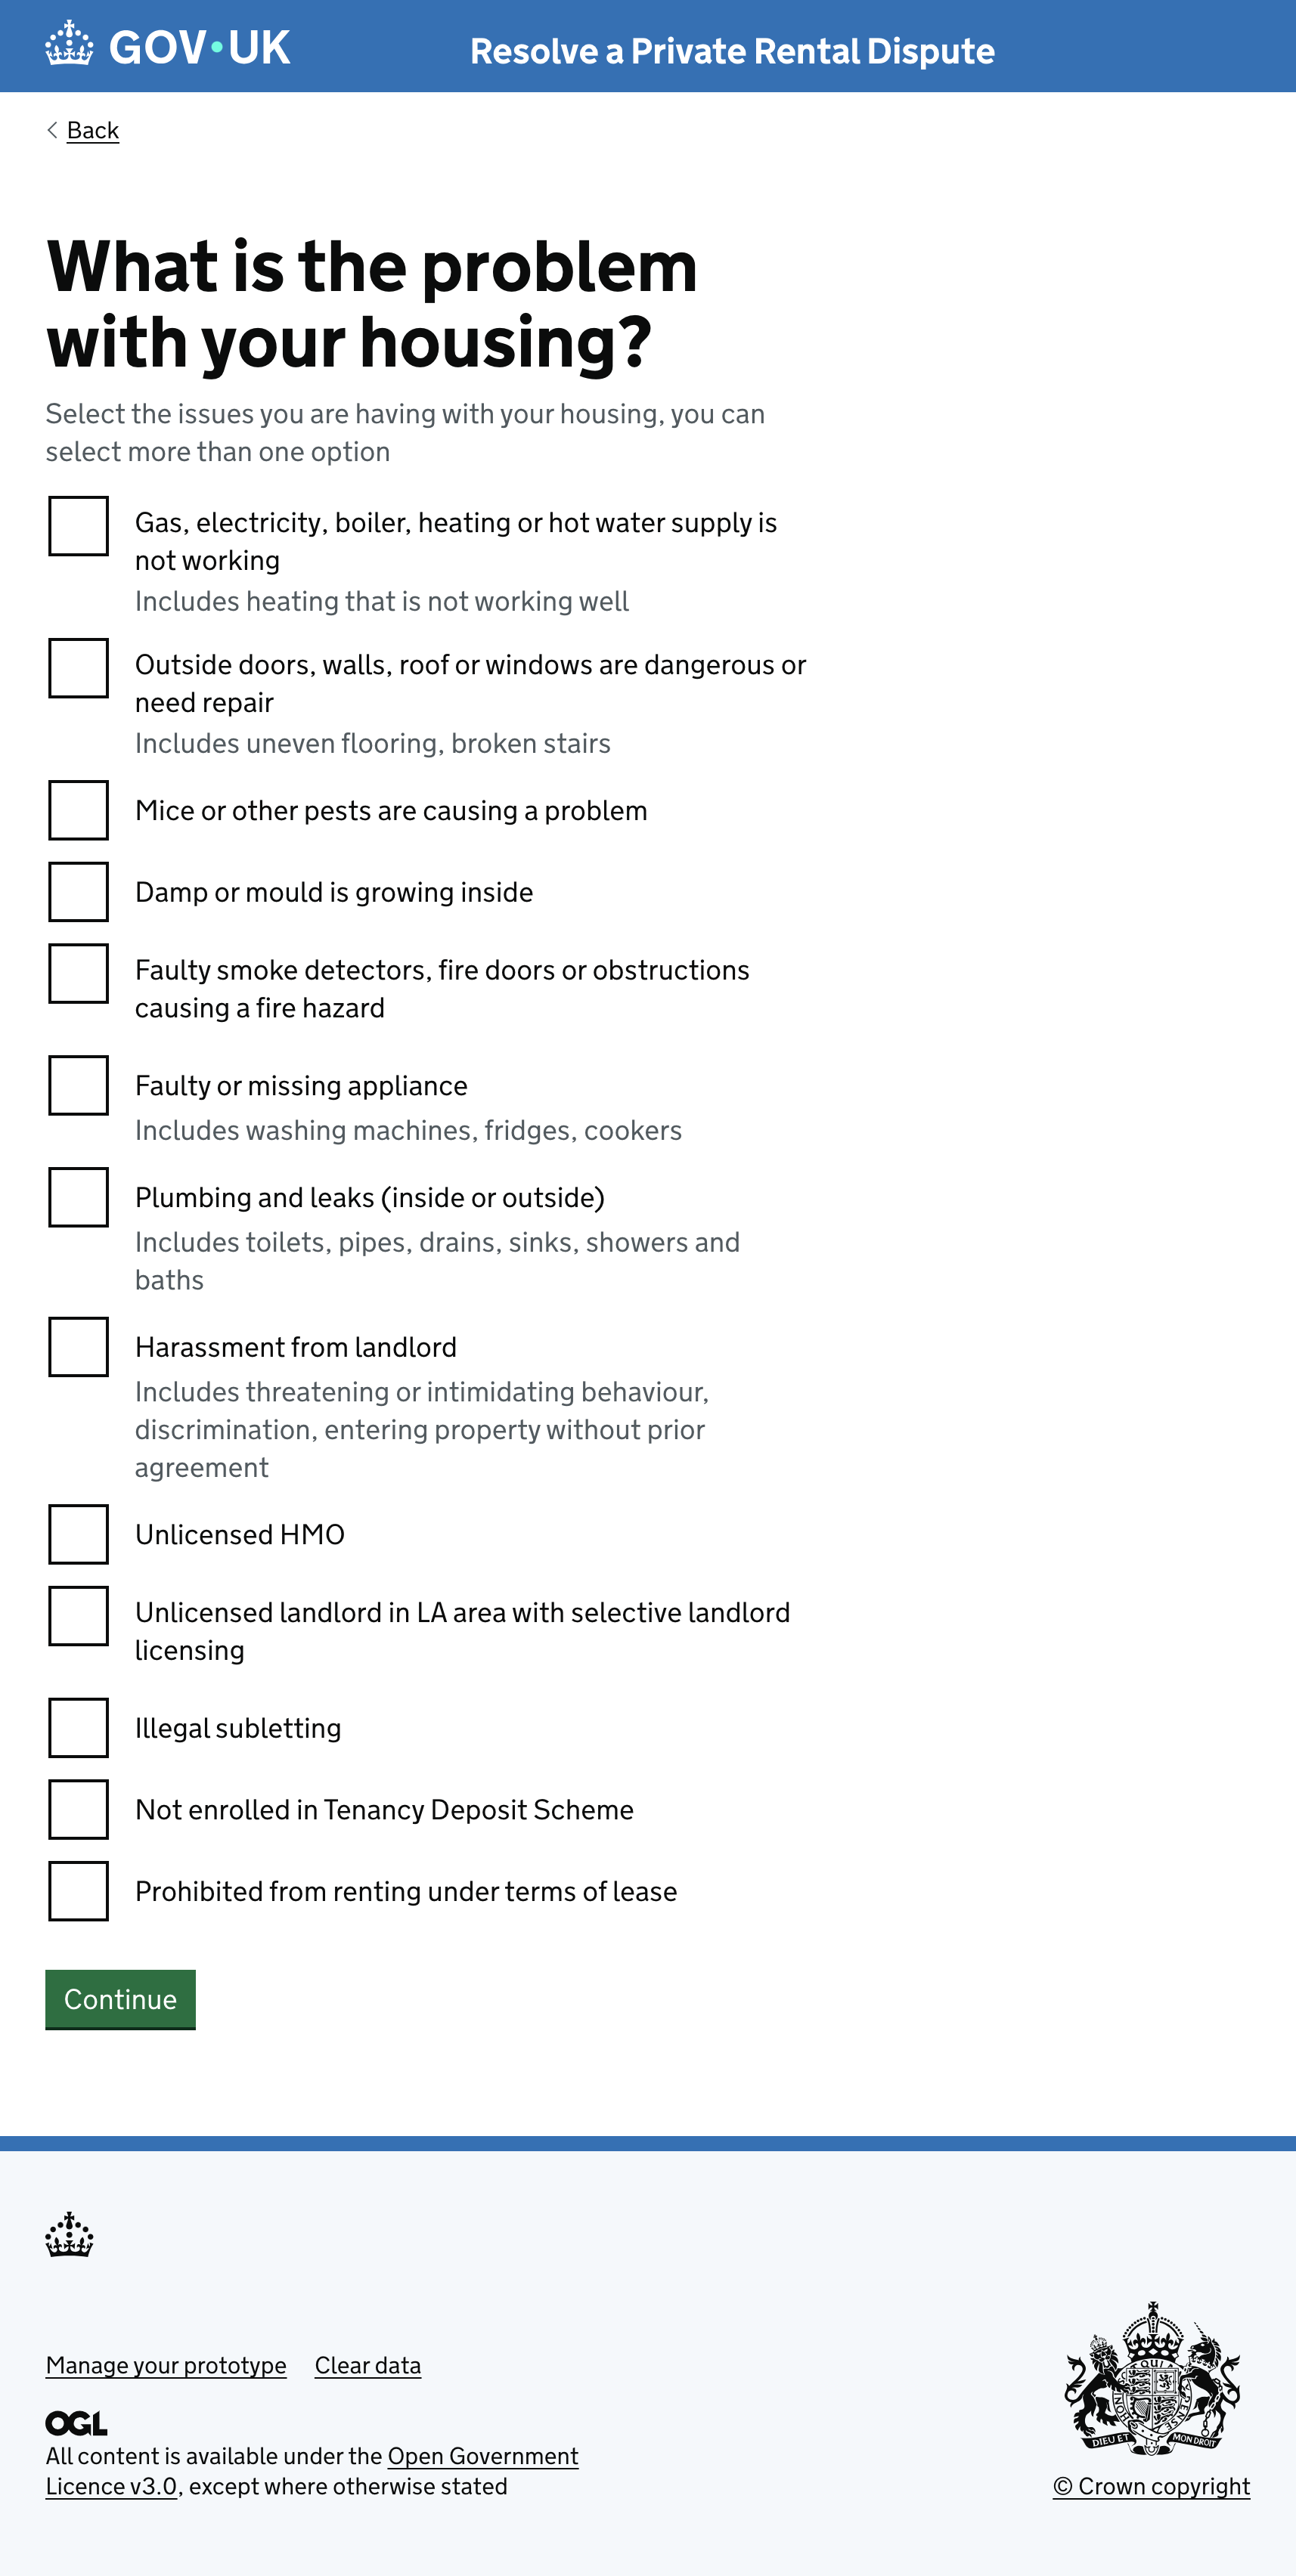 GOV·UK
Resolve a Private Rental Dispute
Back
What is the problem
with your housing?
Select the issues you are having with your housing, you can
select more than one option
Gas, electricity, boiler, heating or hot water supply is
not working
Includes heating that is not working well
Outside doors, walls, roof or windows are dangerous or
need repair
Includes uneven flooring, broken stairs
Mice or other pests are causing a problem
Damp or mould is growing inside
Faulty smoke detectors, fire doors or obstructions
causing a fire hazard
Faulty or missing appliance
Includes washing machines, fridges, cookers
Plumbing and leaks (inside or outside)
Includes toilets, pipes, drains, sinks, showers and
baths
Harassment from landlord
Includes threatening or intimidating behaviour,
discrimination, entering property without prior
agreement
Unlicensed HMO
Unlicensed landlord in LA area with selective landlord
licensing
Illegal subletting
Not enrolled in Tenancy Deposit Scheme
Prohibited from renting under terms of lease
Continue
Manage your prototype
Clear data
OGL
All content is available under the Open Government
Licence v3.0, except where otherwise stated
DIEU ET MON DROIT
© Crown copyright